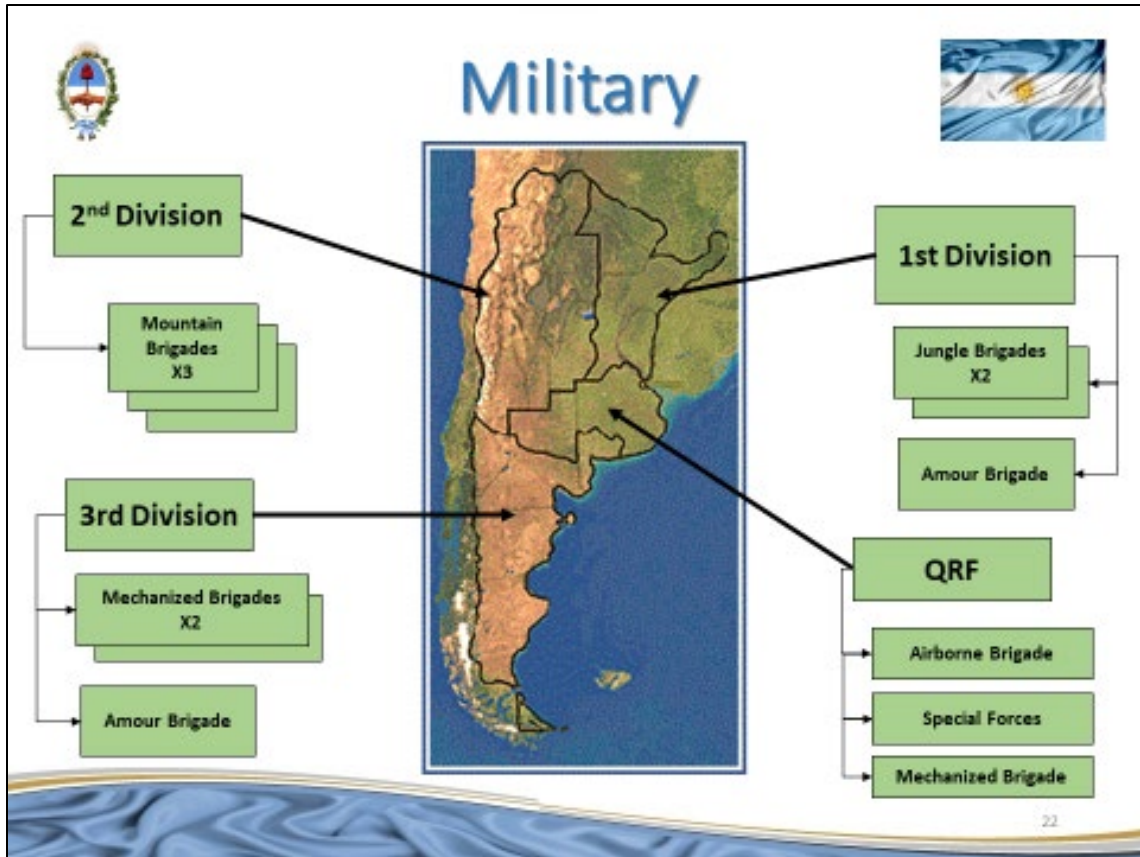 Military
2nd Division
Mountain
Brigades
X3
3rd Division
Mechanized Brigades
X2
Amour Brigade
1st Division
Jungle Brigades
X2
Amour Brigade
QRF
Airborne Brigade
Special Forces
Mechanized Brigade
22